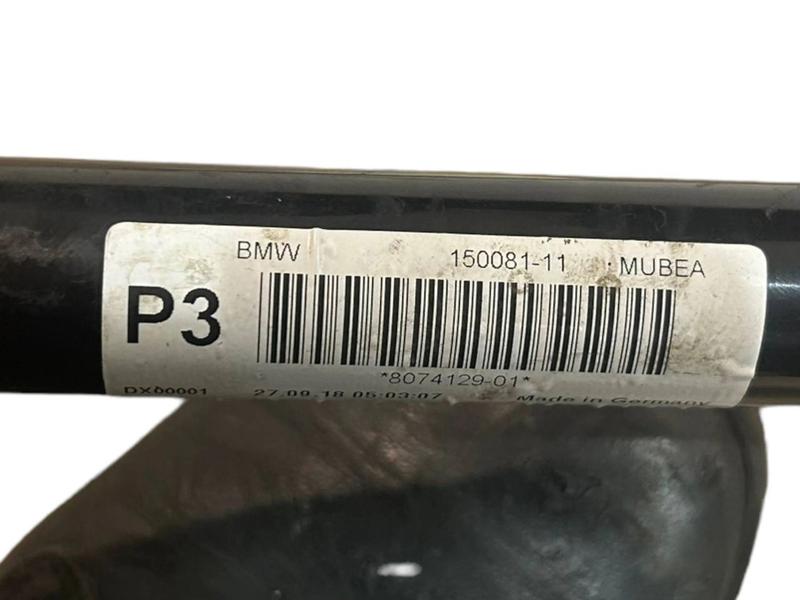 BMW 150081-11 MUBEA
P3
*8074129-01*
DX00001 27.09.18 05:03:07 Made in Germany